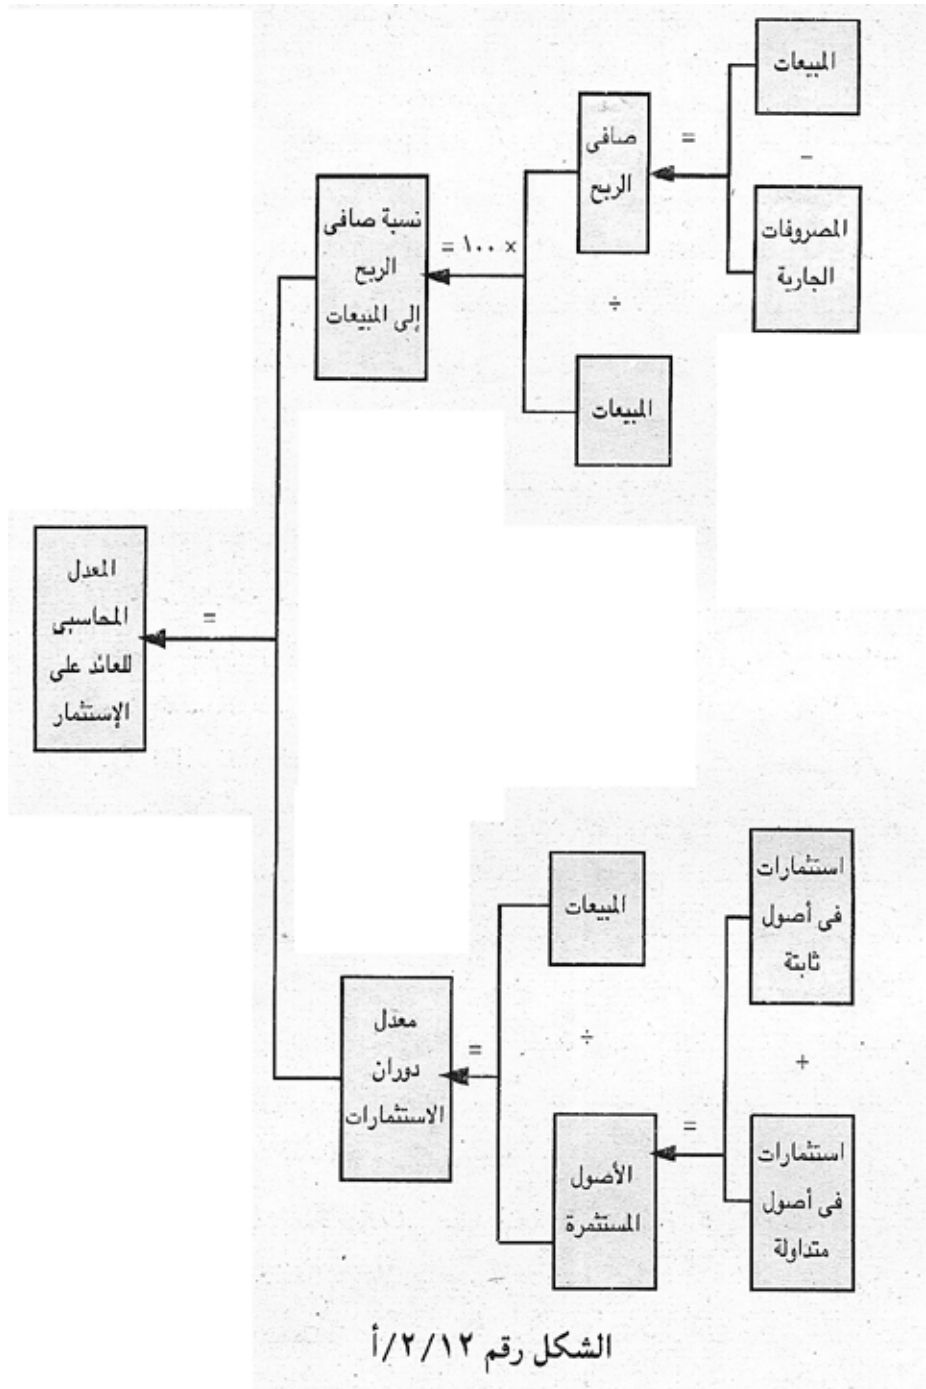 المبيعات
−
المصروفات
الجارية
=
صافى
الربح
÷
المبيعات
= ١٠٠ ×
نسبة صافى
الربح
إلى المبيعات
استثمارات
فى أصول
ثابتة
+
استثمارات
فى أصول
متداولة
=
المبيعات
÷
الأصول
المستثمرة
=
معدل
دوران
الاستثمارات
=
المعدل
المحاسبى
للعائد على
الإستثمار
الشكل رقم ١٢/٢/أ